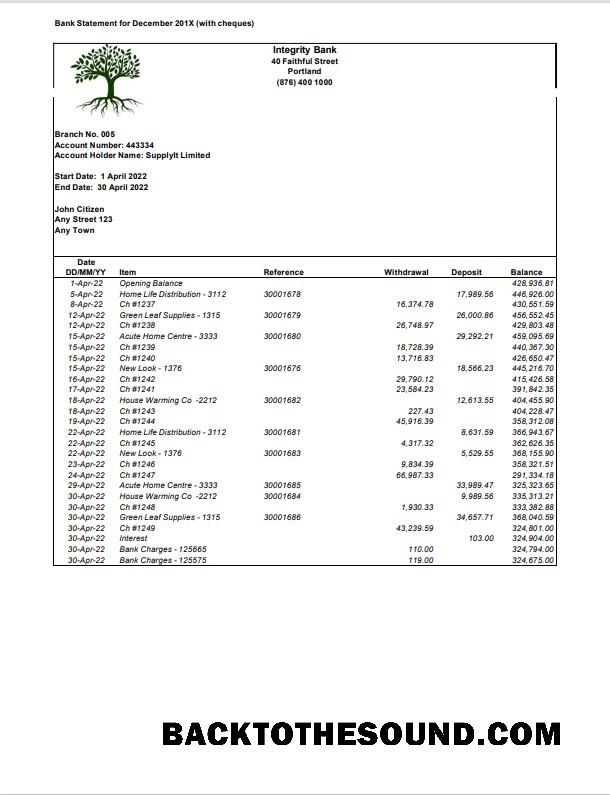 Bank Statement for December 201X (with cheques)
Integrity Bank
40 Faithful Street
Portland
(876) 400 1000
Branch No. 005
Account Number: 443334
Account Holder Name: SupplyIt Limited
Start Date: 1 April 2022
End Date: 30 April 2022
John Citizen
Any Street 123
Any Town
Date
DD/MM/YY Item Reference Withdrawal Deposit Balance
1-Apr-22 Opening Balance 428,936.81
5-Apr-22 Home Life Distribution - 3112 30001678 17,989.56 446,926.00
8-Apr-22 Ch #1237 16,374.78 430,551.59
12-Apr-22 Green Leaf Supplies - 1315 30001679 26,000.86 456,552.45
12-Apr-22 Ch #1238 26,748.97 429,803.48
15-Apr-22 Acute Home Centre - 3333 30001680 29,292.21 459,095.69
15-Apr-22 Ch #1239 18,728.39 440,367.30
15-Apr-22 Ch #1240 13,716.83 426,650.47
15-Apr-22 New Look - 1376 30001676 18,566.23 445,216.70
16-Apr-22 Ch #1242 29,790.12 415,426.58
17-Apr-22 Ch #1241 23,584.23 391,842.35
18-Apr-22 House Warming Co -2212 30001682 12,613.55 404,455.90
18-Apr-22 Ch #1243 227.43 404,228.47
19-Apr-22 Ch #1244 45,916.39 358,312.08
22-Apr-22 Home Life Distribution - 3112 30001681 8,631.59 366,943.67
22-Apr-22 Ch #1245 4,317.32 362,626.35
22-Apr-22 New Look - 1376 30001683 5,529.55 368,155.90
23-Apr-22 Ch #1246 9,834.39 358,321.51
24-Apr-22 Ch #1247 66,987.33 291,334.18
29-Apr-22 Acute Home Centre - 3333 30001685 33,989.47 325,323.65
30-Apr-22 House Warming Co -2212 30001684 9,989.56 335,313.21
30-Apr-22 Ch #1248 1,930.33 333,382.88
30-Apr-22 Green Leaf Supplies - 1315 30001686 34,657.71 368,040.59
30-Apr-22 Ch #1249 43,239.59 324,801.00
30-Apr-22 Interest 103.00 324,904.00
30-Apr-22 Bank Charges - 125665 110.00 324,794.00
30-Apr-22 Bank Charges - 125575 119.00 324,675.00
BACKTOTHESOUND.COM